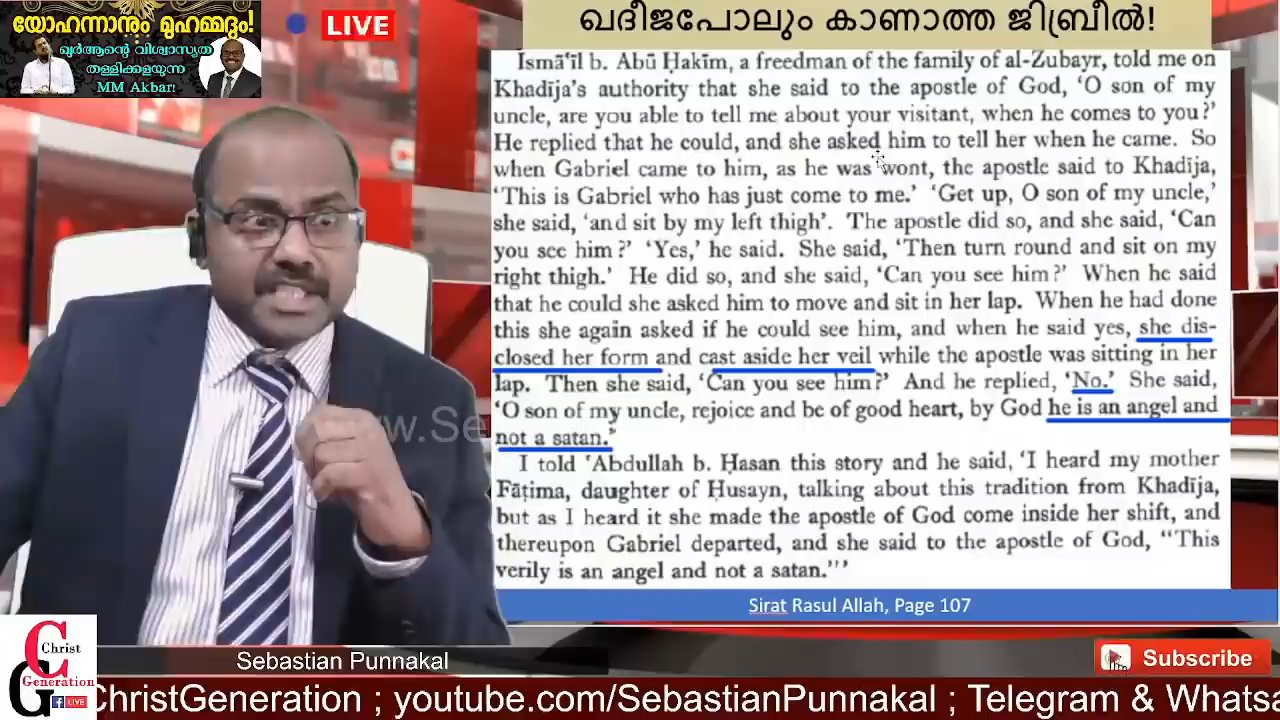 യോഹന്നാനും മുഹമ്മദും!
ഖുർആന്റെ വിശ്വാസ്യത
തള്ളിക്കളയുന്ന
MM Akbar!
LIVE
ഖദീജപോലും കാണാത്ത ജിബ്രീൽ!
Ismā'īl b. Abū Ḥakīm, a freedman of the family of al-Zubayr, told me on
Khadīja's authority that she said to the apostle of God, 'O son of my
uncle, are you able to tell me about your visitant, when he comes to you?'
He replied that he could, and she asked him to tell her when he came. So
when Gabriel came to him, as he was wont, the apostle said to Khadīja,
'This is Gabriel who has just come to me.' 'Get up, O son of my uncle,'
she said, 'and sit by my left thigh'. The apostle did so, and she said, 'Can
you see him?' 'Yes,' he said. She said, 'Then turn round and sit on my
right thigh.' He did so, and she said, 'Can you see him?' When he said
that he could she asked him to move and sit in her lap. When he had done
this she again asked if he could see him, and when he said yes, she dis-
closed her form and cast aside her veil while the apostle was sitting in her
lap. Then she said, 'Can you see him?' And he replied, 'No.' She said,
'O son of my uncle, rejoice and be of good heart, by God he is an angel and
not a satan.'
I told 'Abdullah b. Ḥasan this story and he said, 'I heard my mother
Fāṭima, daughter of Ḥusayn, talking about this tradition from Khadīja,
but as I heard it she made the apostle of God come inside her shift, and
thereupon Gabriel departed, and she said to the apostle of God, "This
verily is an angel and not a satan."'
Sirat Rasul Allah, Page 107
www.Se
Christ
Generation
LIVE
Sebastian Punnakal
Subscribe
ChristGeneration ; youtube.com/SebastianPunnakal ; Telegram & Whatsa